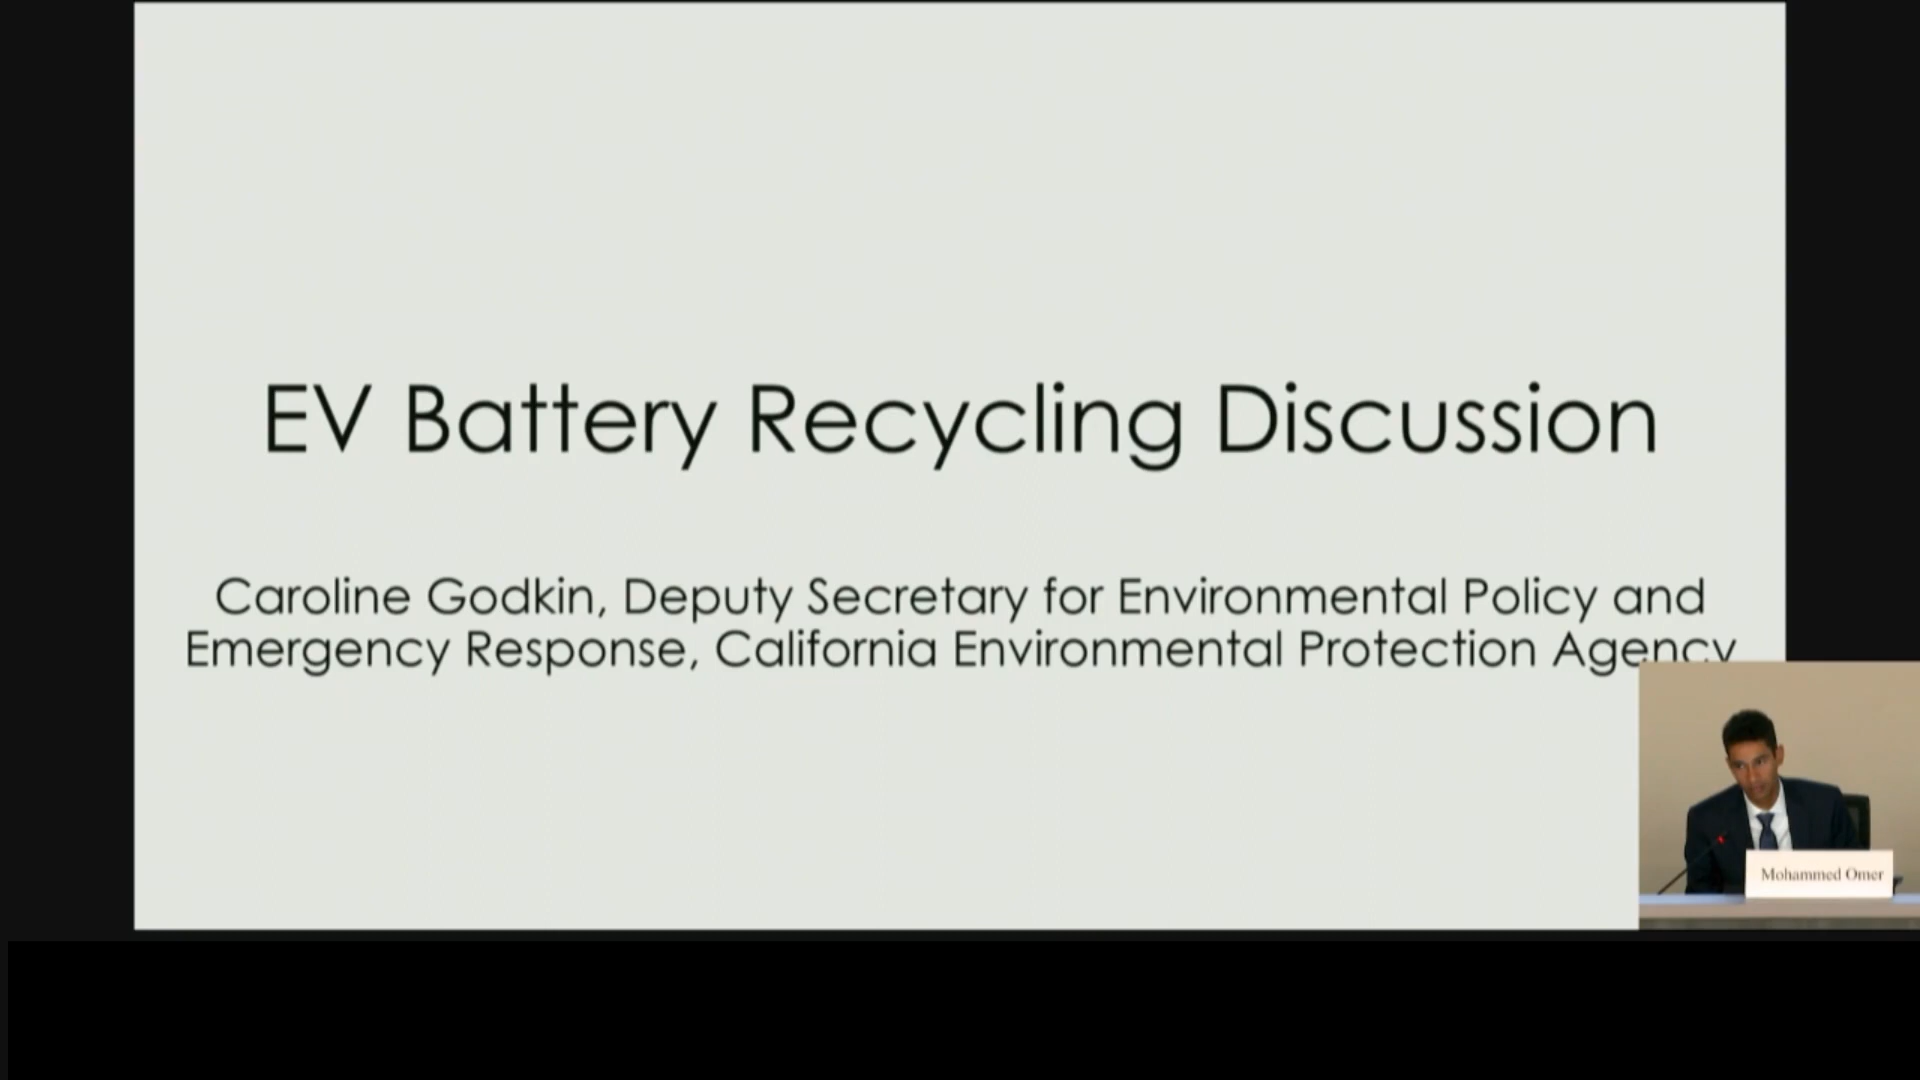 EV Battery Recycling Discussion
Caroline Godkin, Deputy Secretary for Environmental Policy and
Emergency Response, California Environmental Protection Agency
Mohammed Omer